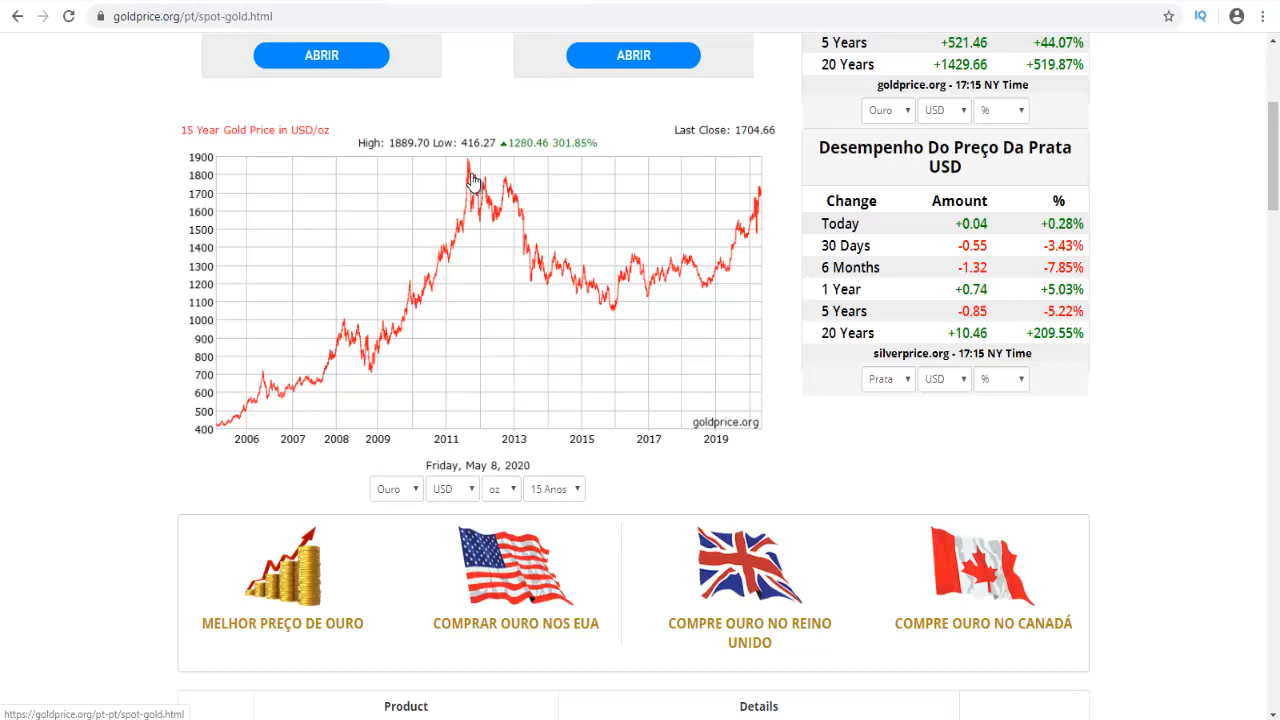 goldprice.org/pt/spot-gold.html
IQ
ABRIR
ABRIR
5 Years +521.46 +44.07%
20 Years +1429.66 +519.87%
goldprice.org - 17:15 NY Time
Ouro USD %
15 Year Gold Price in USD/oz
Last Close: 1704.66
High: 1889.70 Low: 416.27 ▲1280.46 301.85%
1900
1800
1700
1600
1500
1400
1300
1200
1100
1000
900
800
700
600
500
400
goldprice.org
2006 2007 2008 2009 2011 2013 2015 2017 2019
Friday, May 8, 2020
Ouro USD oz 15 Anos
Desempenho Do Preço Da Prata
USD
Change Amount %
Today +0.04 +0.28%
30 Days -0.55 -3.43%
6 Months -1.32 -7.85%
1 Year +0.74 +5.03%
5 Years -0.85 -5.22%
20 Years +10.46 +209.55%
silverprice.org - 17:15 NY Time
Prata USD %
MELHOR PREÇO DE OURO
COMPRAR OURO NOS EUA
COMPRE OURO NO REINO
UNIDO
COMPRE OURO NO CANADÁ
Product Details
https://goldprice.org/pt-pt/spot-gold.html